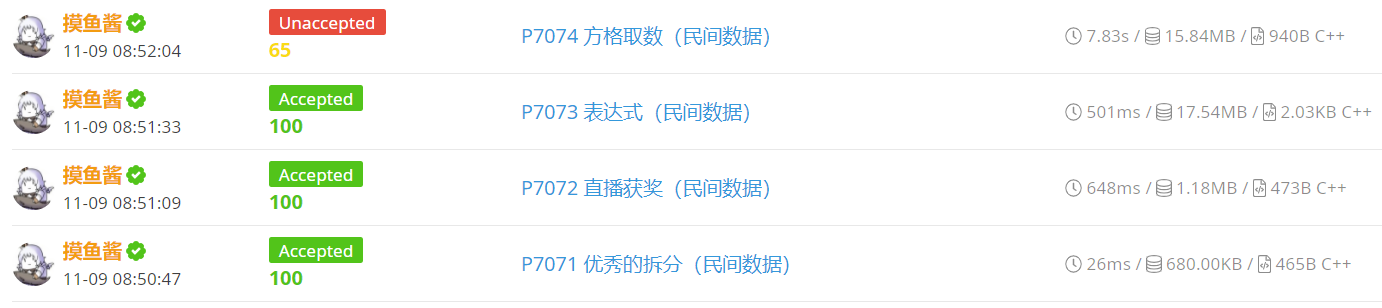 摸鱼酱 Unaccepted P7074 方格取数（民间数据） 7.83s / 15.84MB / 940B C++
11-09 08:52:04 65
摸鱼酱 Accepted P7073 表达式（民间数据） 501ms / 17.54MB / 2.03KB C++
11-09 08:51:33 100
摸鱼酱 Accepted P7072 直播获奖（民间数据） 648ms / 1.18MB / 473B C++
11-09 08:51:09 100
摸鱼酱 Accepted P7071 优秀的拆分（民间数据） 26ms / 680.00KB / 465B C++
11-09 08:50:47 100